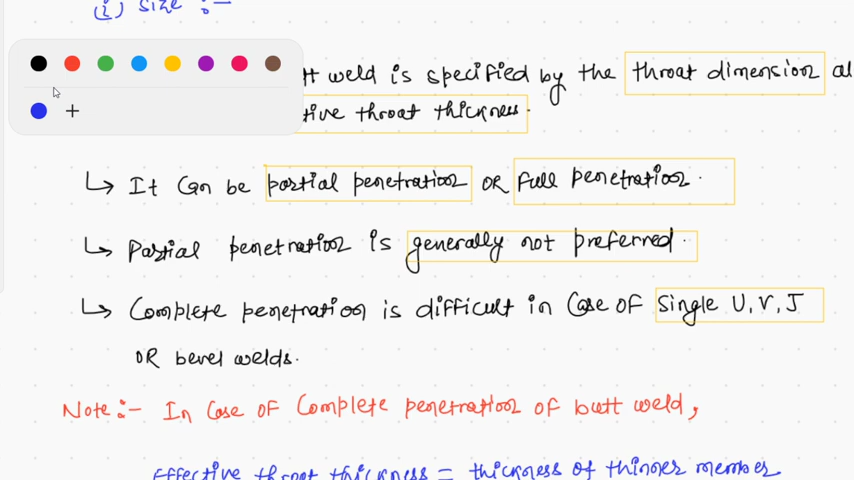 (i) size :-
tt weld is specified by the throat dimension al
tive throat thickness.
↳ It can be partial penetration OR Full penetration.
↳ Partial penetration is generally not preferred.
↳ Complete penetration is difficult in Case of Single U, V, J
OR bevel welds.
Note:- In Case of Complete penetration of butt weld,
Effective throat thickness = thickness of thinner member